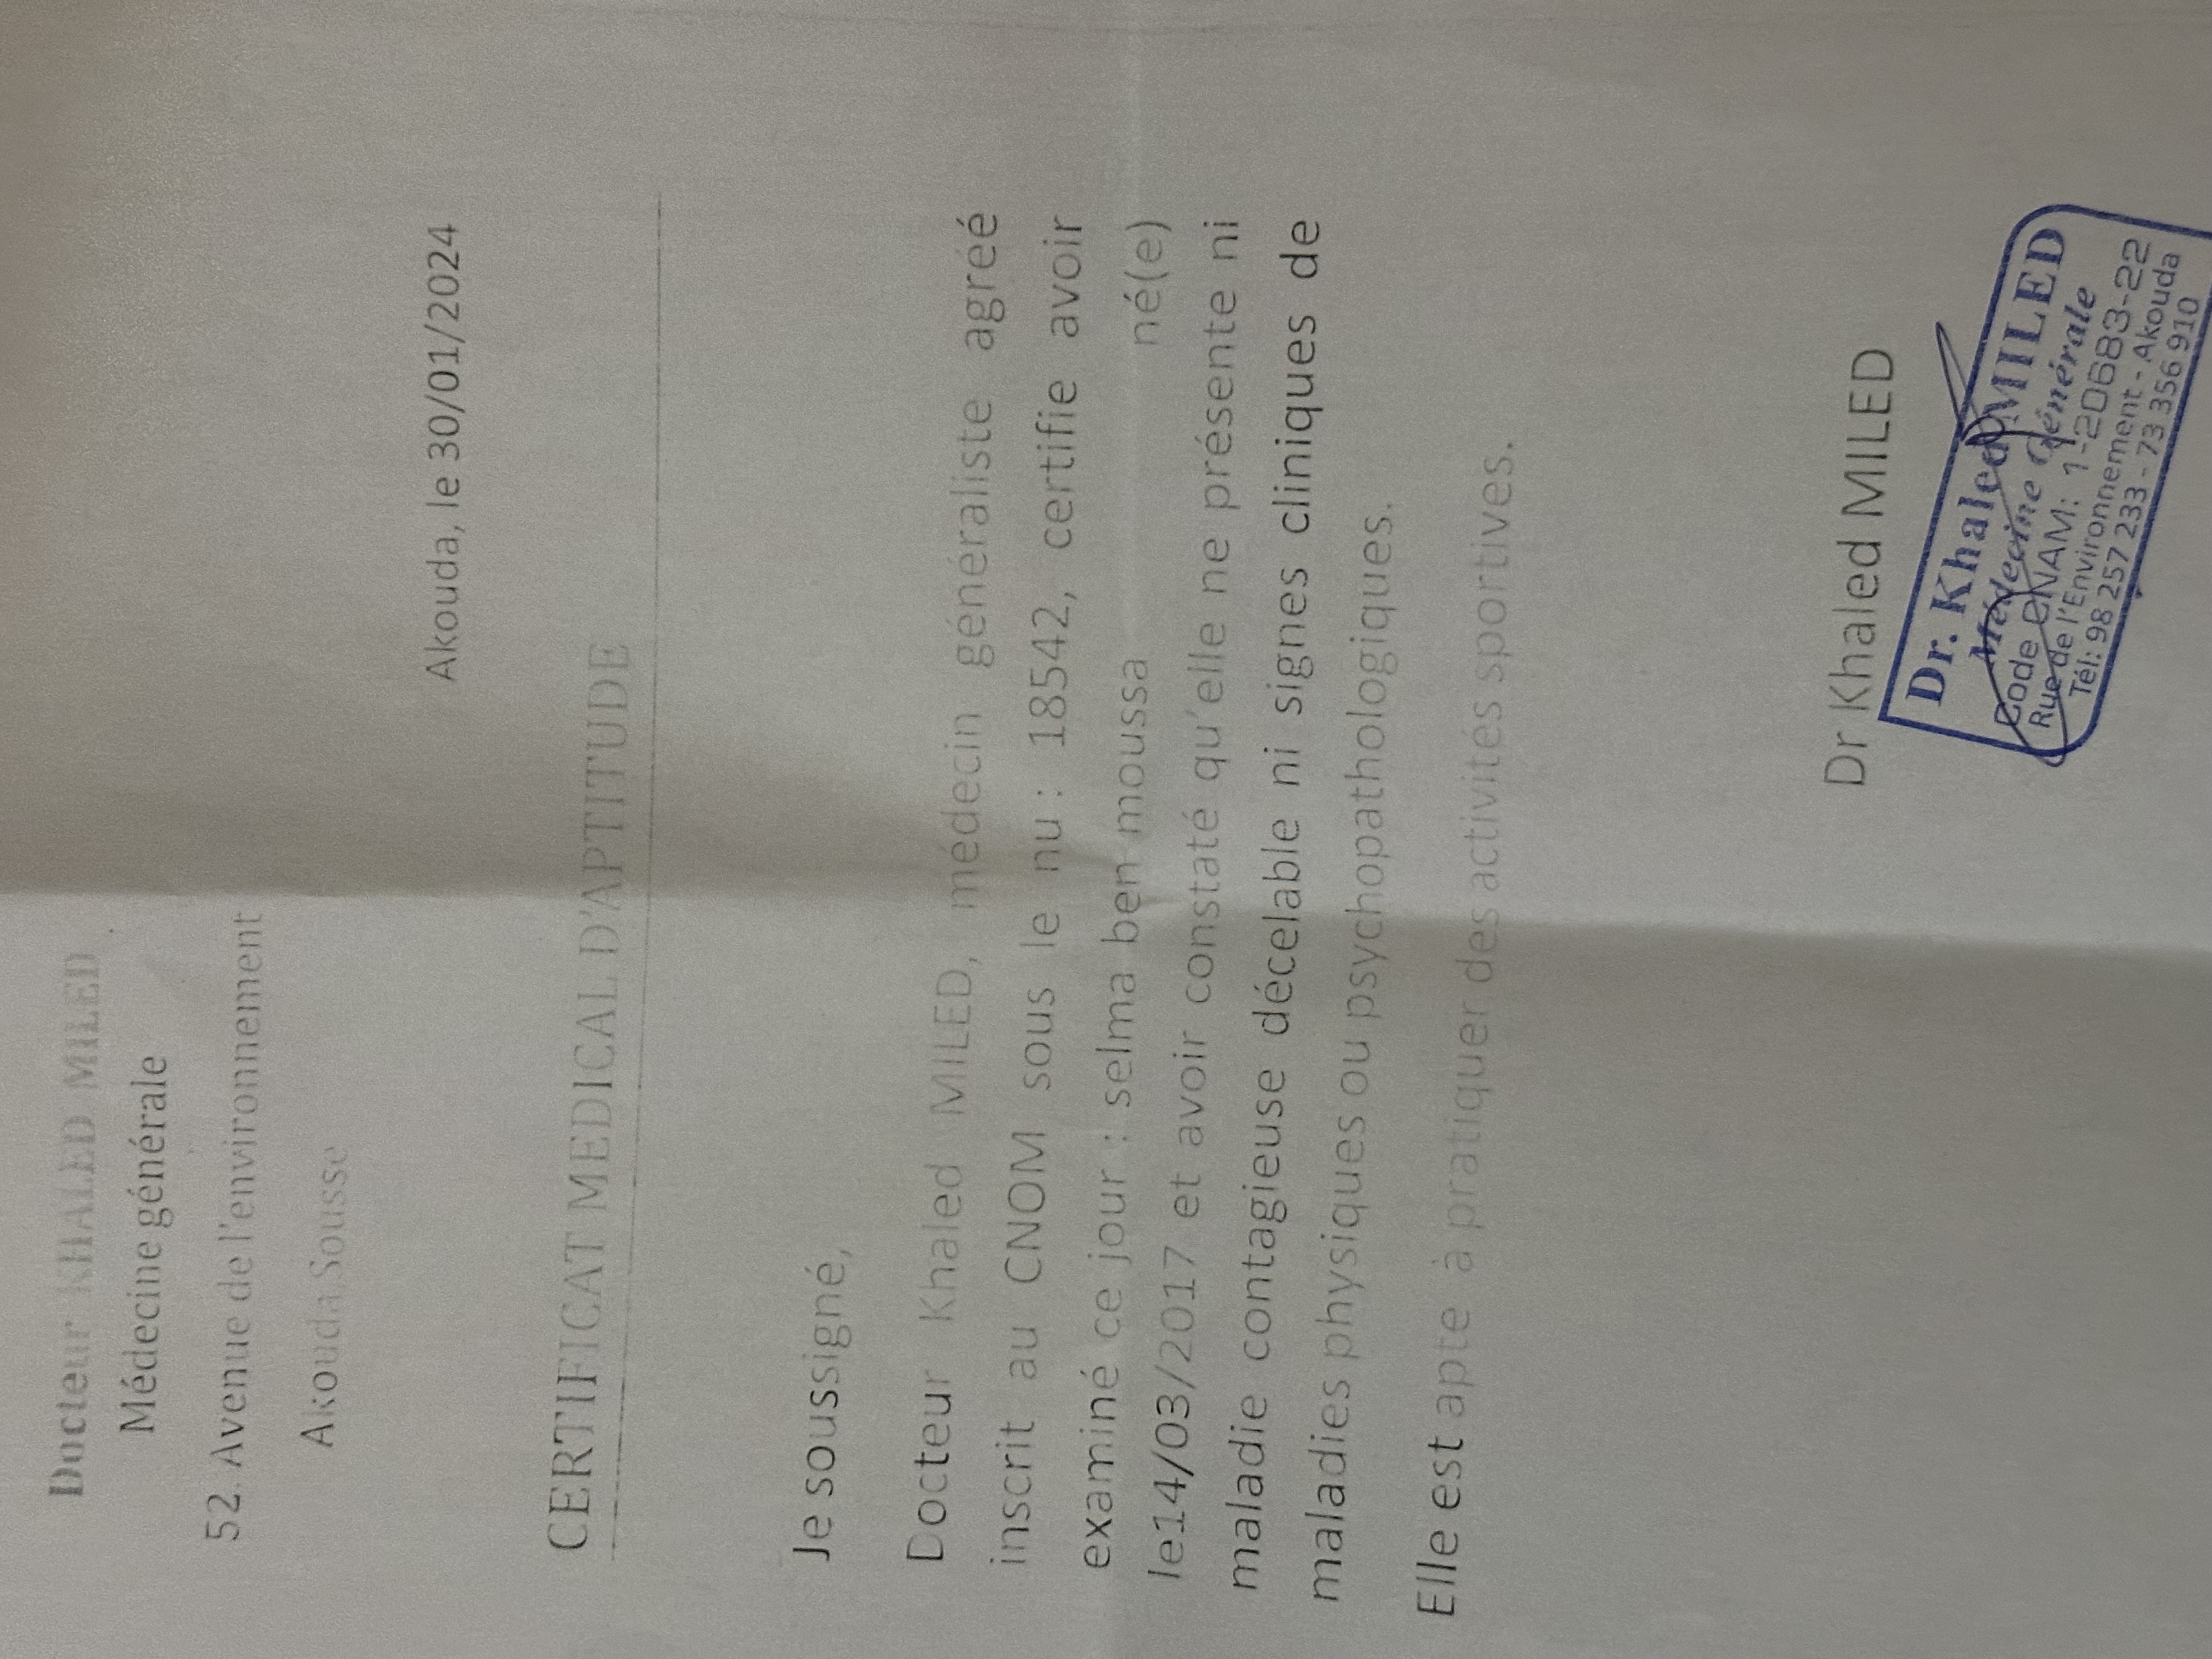 Docteur KHALED MILED
Médecine générale
52. Avenue de l'environnement
Akouda Sousse
Akouda, le 30/01/2024
CERTIFICAT MEDICAL D'APTITUDE
Je soussigné,
Docteur Khaled MILED, médecin généraliste agréé
inscrit au CNOM sous le nu : 18542, certifie avoir
examiné ce jour : selma ben moussa né(e)
le14/03/2017 et avoir constaté qu'elle ne présente ni
maladie contagieuse décelable ni signes cliniques de
maladies physiques ou psychopathologiques.
Elle est apte à pratiquer des activités sportives.
Dr Khaled MILED
Dr. Khaled MILED
Médecine Générale
Code CNAM: 1-20683-22
Rue de l'Environnement - Akouda
Tél: 98 257 233 - 73 356 910